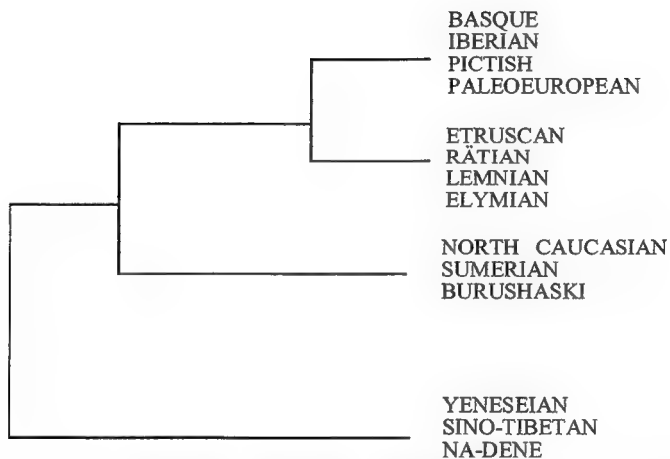 BASQUE
IBERIAN
PICTISH
PALEOEUROPEAN
ETRUSCAN
RÄTIAN
LEMNIAN
ELYMIAN
NORTH CAUCASIAN
SUMERIAN
BURUSHASKI
YENESEIAN
SINO-TIBETAN
NA-DENE